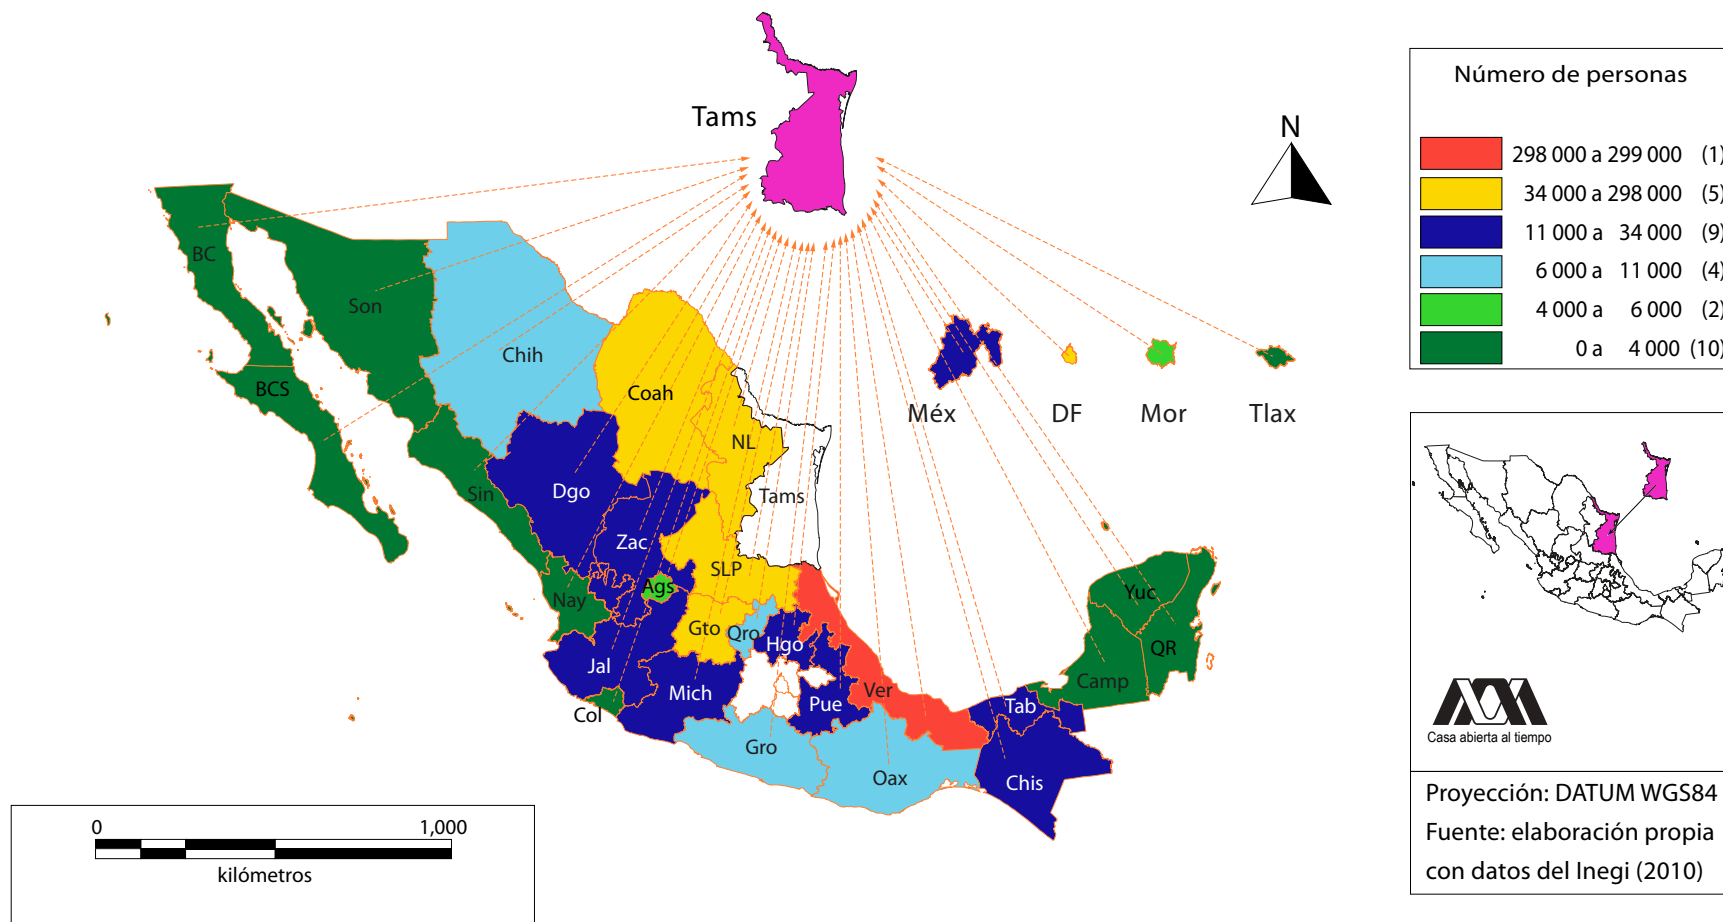 Tams
N
BC
Son
Chih
BCS
Coah
NL
Sin
Dgo
Tams
Zac
SLP
Ags
Nay
Gto
Qro
Hgo
Jal
Mich
Col
Pue
Ver
Gro
Oax
Tab
Chis
Camp
Yuc
QR
Méx
DF
Mor
Tlax
Número de personas
298 000 a 299 000 (1)
34 000 a 298 000 (5)
11 000 a 34 000 (9)
6 000 a 11 000 (4)
4 000 a 6 000 (2)
0 a 4 000 (10)
Casa abierta al tiempo
Proyección: DATUM WGS84
Fuente: elaboración propia
con datos del Inegi (2010)
0 1,000
kilómetros